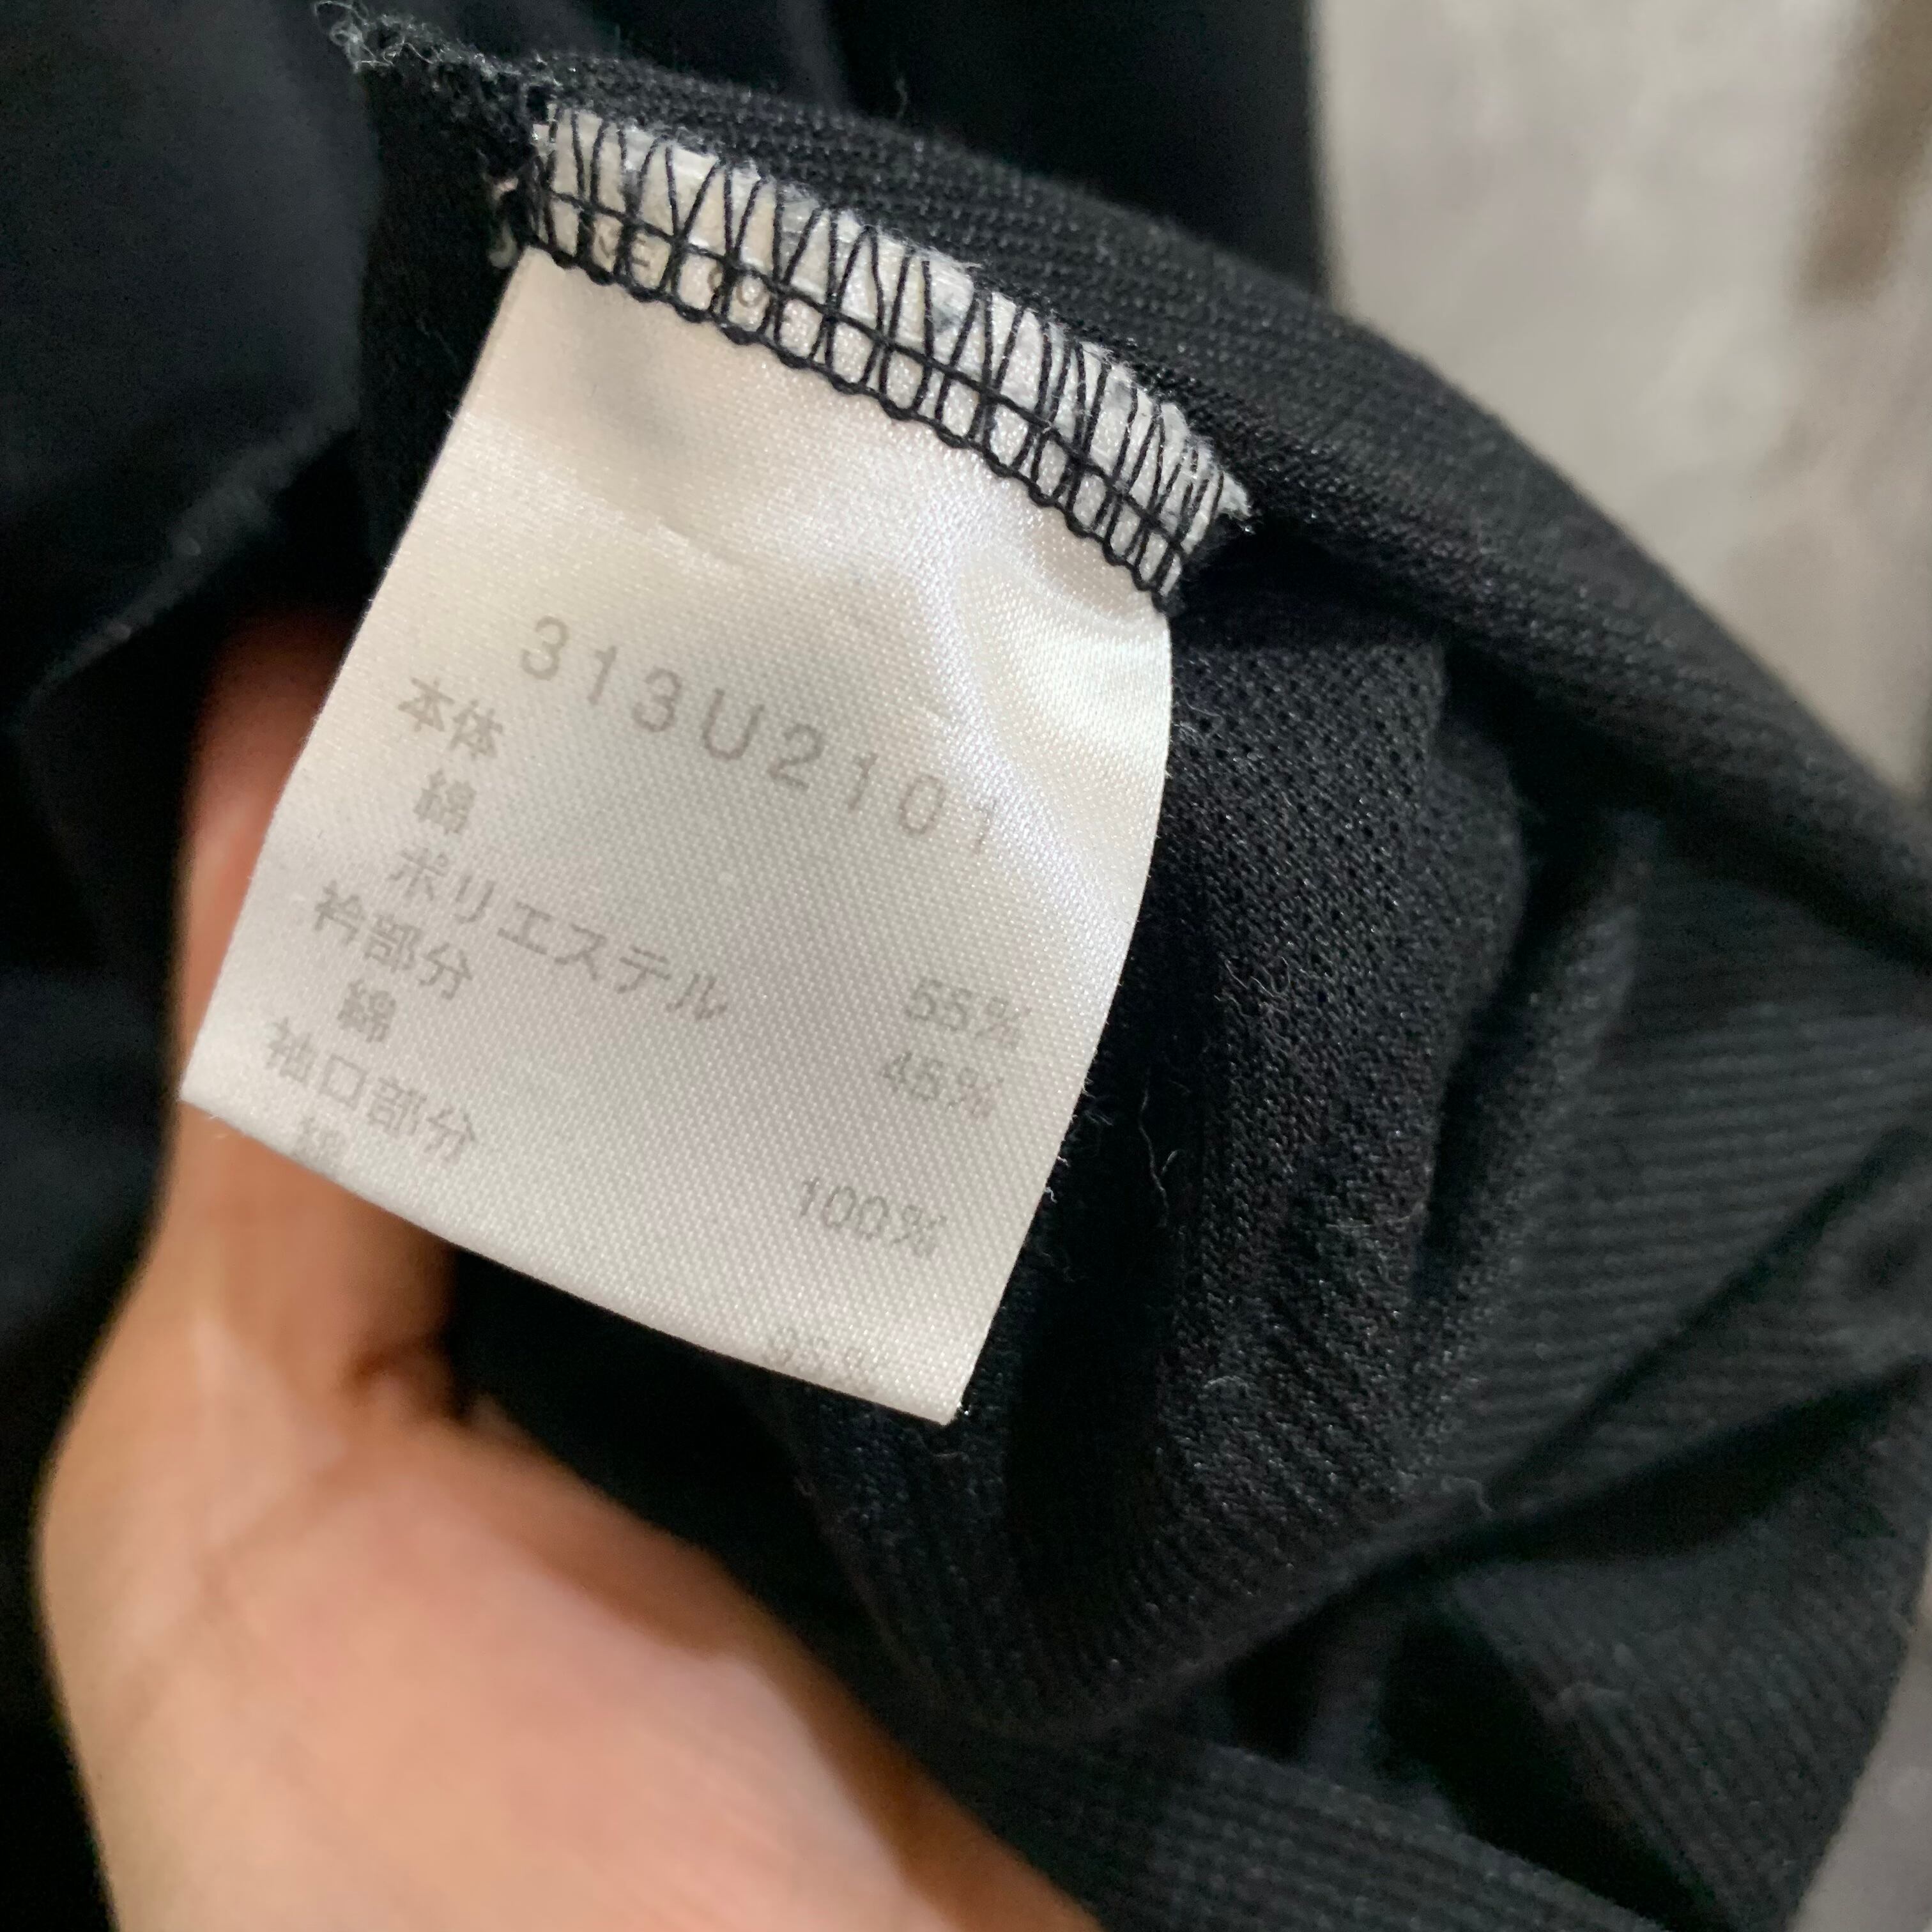 313U2101
本体
綿 55%
ポリエステル 45%
衿部分
綿 100%
袖口部分
綿